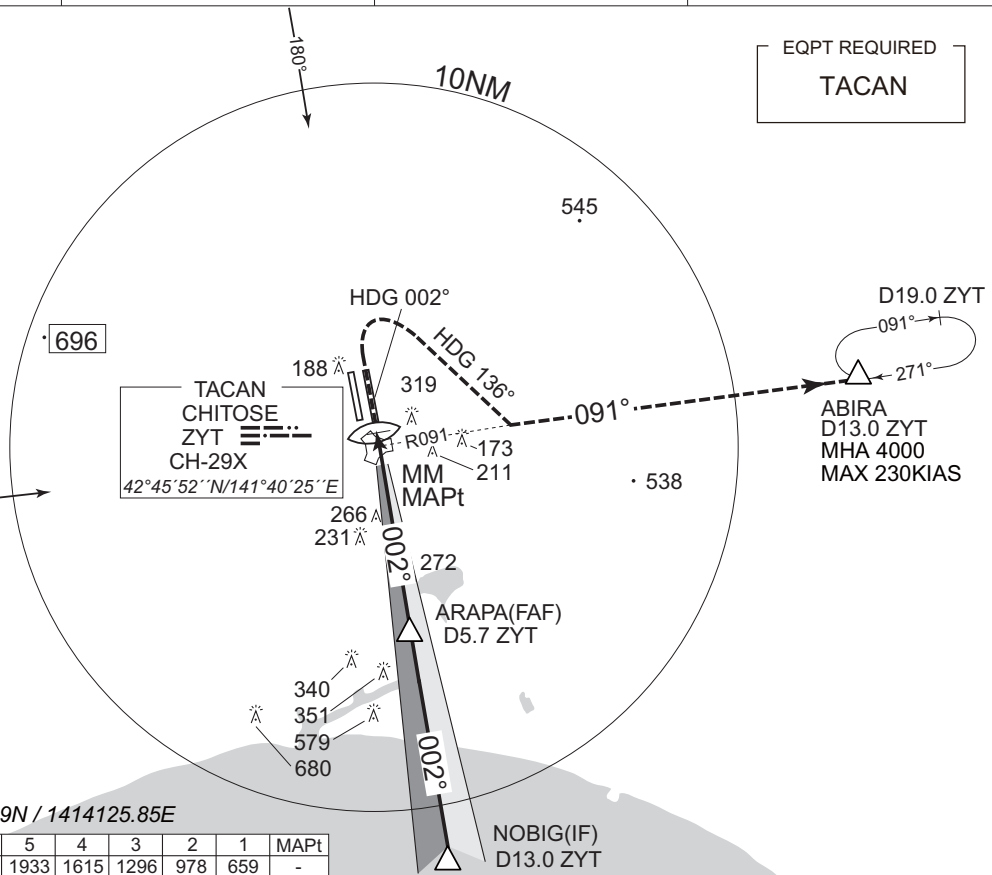 180°
10NM
EQPT REQUIRED
TACAN
545
696
HDG 002°
HDG 136°
188
319
TACAN
CHITOSE
ZYT
CH-29X
42°45´52´´N/141°40´25´´E
R091
173
211
MM
MAPt
091°
D19.0 ZYT
091°
271°
ABIRA
D13.0 ZYT
MHA 4000
MAX 230KIAS
538
266
231
002°
272
ARAPA(FAF)
D5.7 ZYT
340
351
579
680
002°
9N / 1414125.85E
5 4 3 2 1 MAPt
1933 1615 1296 978 659 -
NOBIG(IF)
D13.0 ZYT